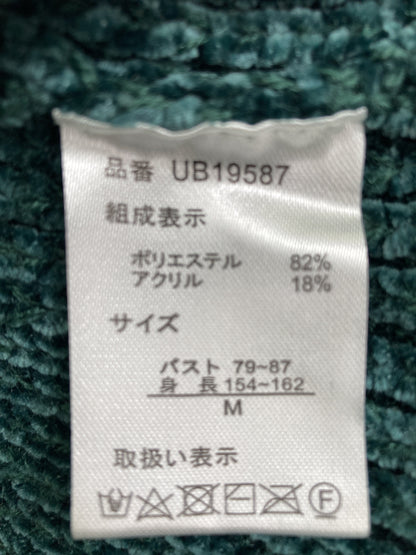 品番 UB19587
組成表示
ポリエステル 82%
アクリル 18%
サイズ
バスト 79~87
身 長 154~162
M
取扱い表示
F